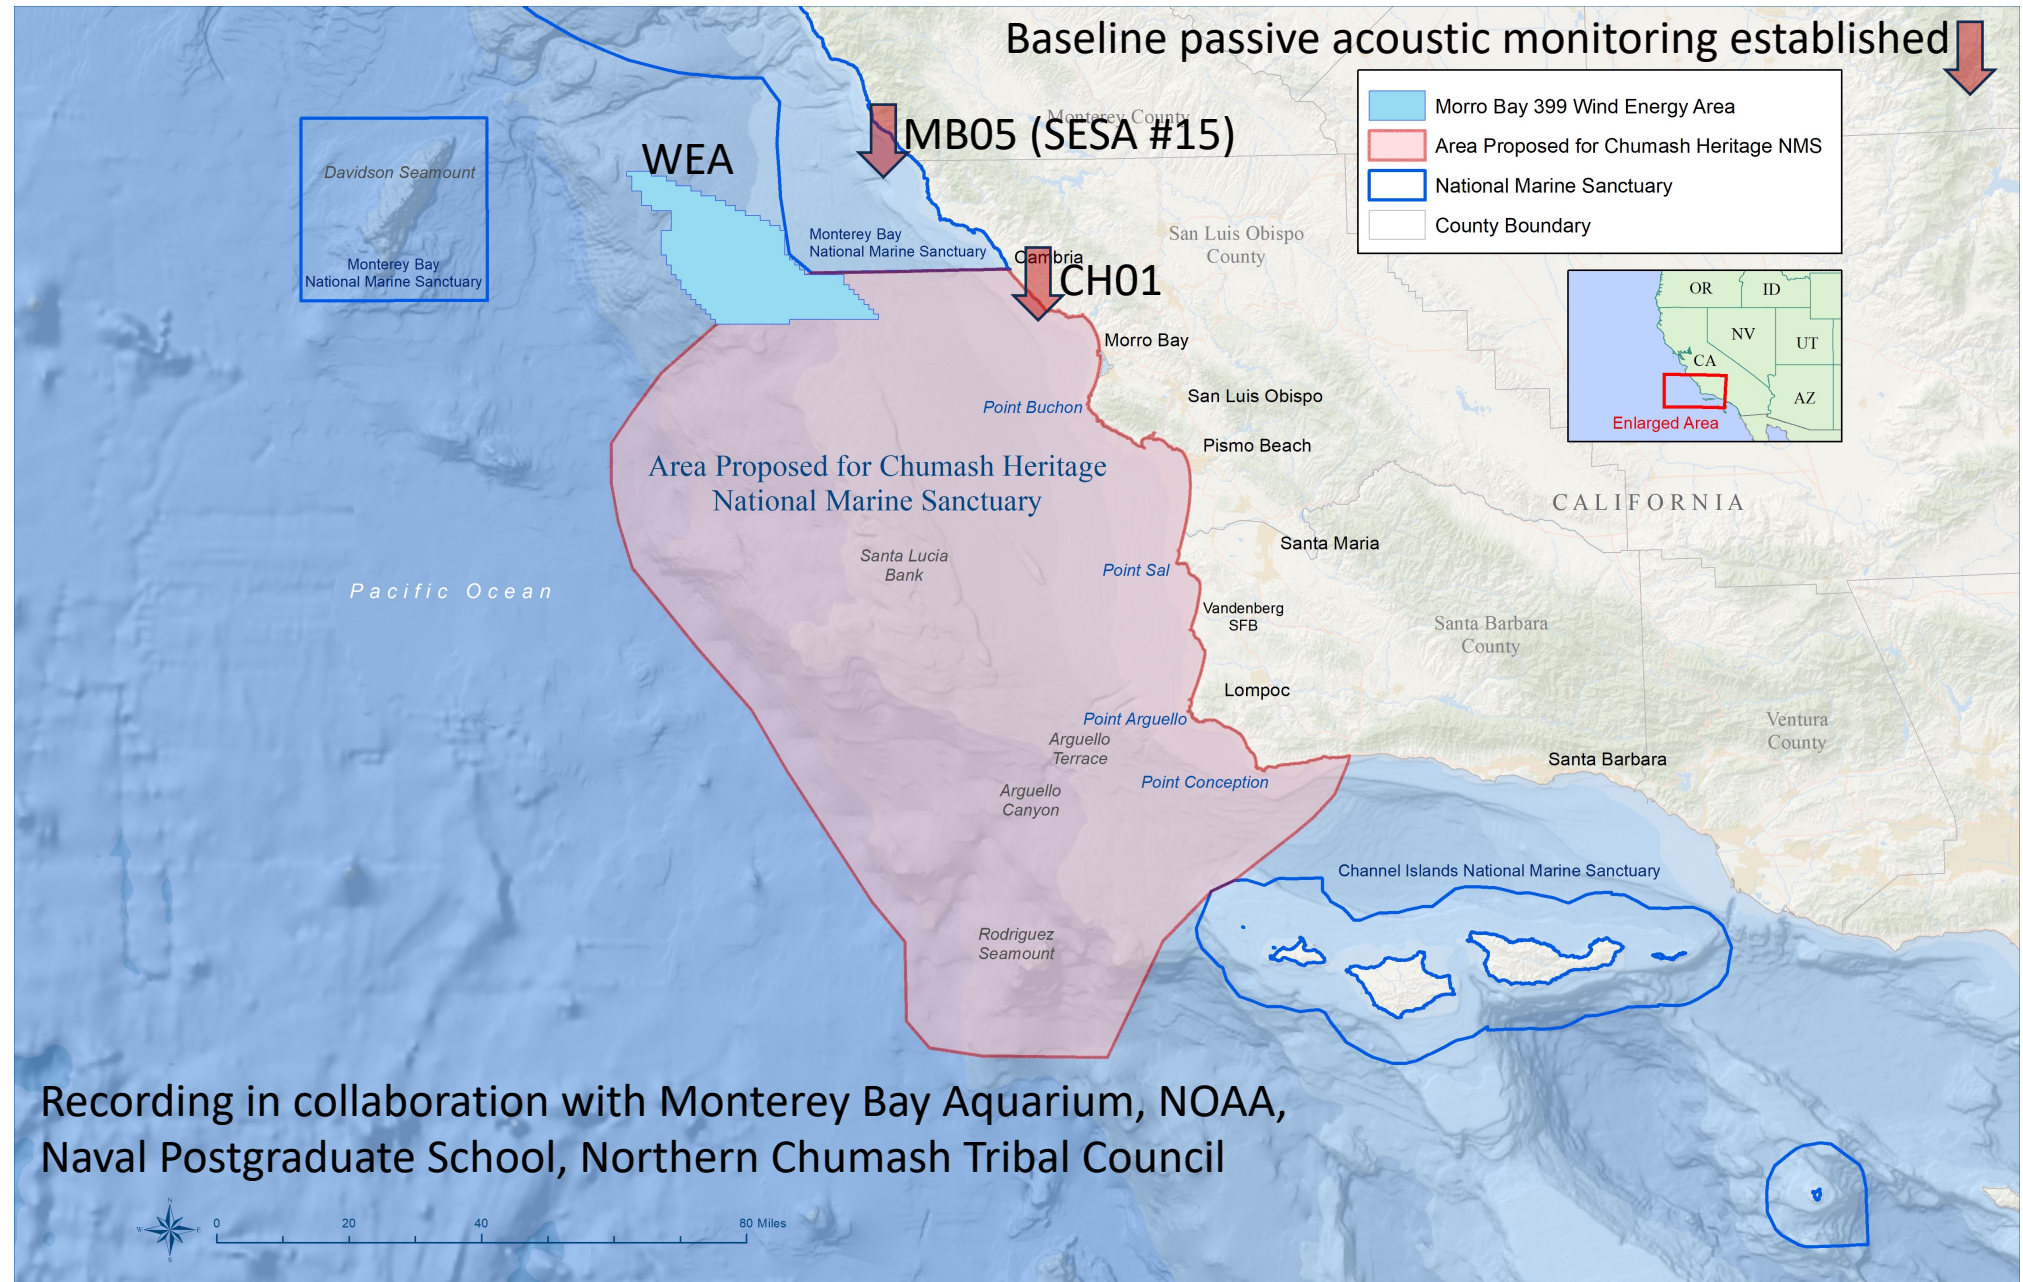 Baseline passive acoustic monitoring established
Morro Bay 399 Wind Energy Area
Area Proposed for Chumash Heritage NMS
National Marine Sanctuary
County Boundary
Monterey County
MB05 (SESA #15)
WEA
Davidson Seamount
Monterey Bay
National Marine Sanctuary
Monterey Bay
National Marine Sanctuary
San Luis Obispo
County
Cambria
CH01
OR
ID
NV
UT
CA
AZ
Enlarged Area
Morro Bay
San Luis Obispo
Point Buchon
Pismo Beach
Area Proposed for Chumash Heritage
National Marine Sanctuary
CALIFORNIA
Santa Maria
Santa Lucia
Bank
Point Sal
Pacific Ocean
Vandenberg
SFB
Santa Barbara
County
Lompoc
Point Arguello
Arguello
Terrace
Ventura
County
Santa Barbara
Point Conception
Arguello
Canyon
Channel Islands National Marine Sanctuary
Rodriguez
Seamount
Recording in collaboration with Monterey Bay Aquarium, NOAA,
Naval Postgraduate School, Northern Chumash Tribal Council
N
W
E
S
0 20 40 80 Miles